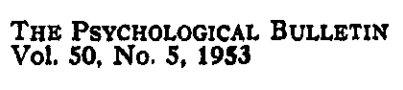 THE PSYCHOLOGICAL BULLETIN
Vol. 50, No. 5, 1953